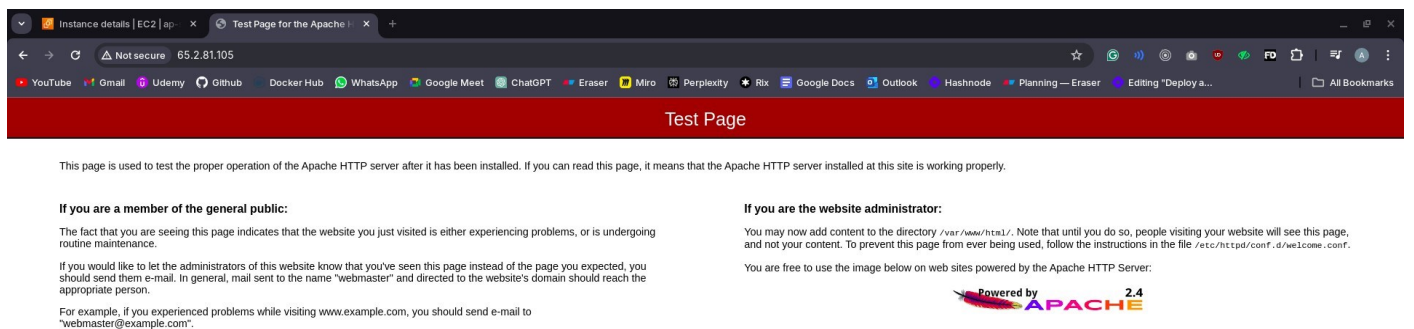 Instance details | EC2 | ap-
Test Page for the Apache H
Not secure 65.2.81.105
YouTube Gmail Udemy Github Docker Hub WhatsApp Google Meet ChatGPT Eraser Miro Perplexity Rix Google Docs Outlook Hashnode Planning — Eraser Editing "Deploy a... All Bookmarks
Test Page
This page is used to test the proper operation of the Apache HTTP server after it has been installed. If you can read this page, it means that the Apache HTTP server installed at this site is working properly.
If you are a member of the general public:
The fact that you are seeing this page indicates that the website you just visited is either experiencing problems, or is undergoing
routine maintenance.
If you would like to let the administrators of this website know that you've seen this page instead of the page you expected, you
should send them e-mail. In general, mail sent to the name "webmaster" and directed to the website's domain should reach the
appropriate person.
For example, if you experienced problems while visiting www.example.com, you should send e-mail to
"webmaster@example.com".
If you are the website administrator:
You may now add content to the directory /var/www/html/. Note that until you do so, people visiting your website will see this page,
and not your content. To prevent this page from ever being used, follow the instructions in the file /etc/httpd/conf.d/welcome.conf.
You are free to use the image below on web sites powered by the Apache HTTP Server:
Powered by 2.4
APACHE